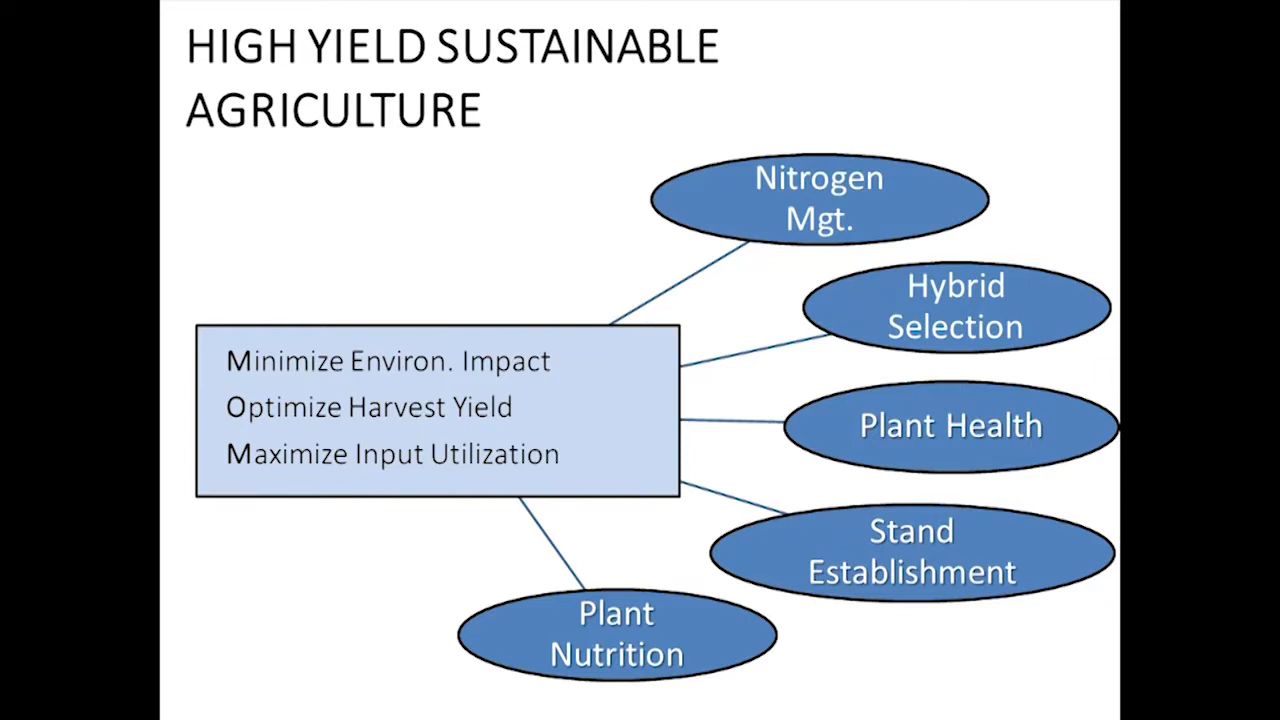 HIGH YIELD SUSTAINABLE
AGRICULTURE
Nitrogen
Mgt.
Hybrid
Selection
Minimize Environ. Impact
Optimize Harvest Yield
Maximize Input Utilization
Plant Health
Stand
Establishment
Plant
Nutrition